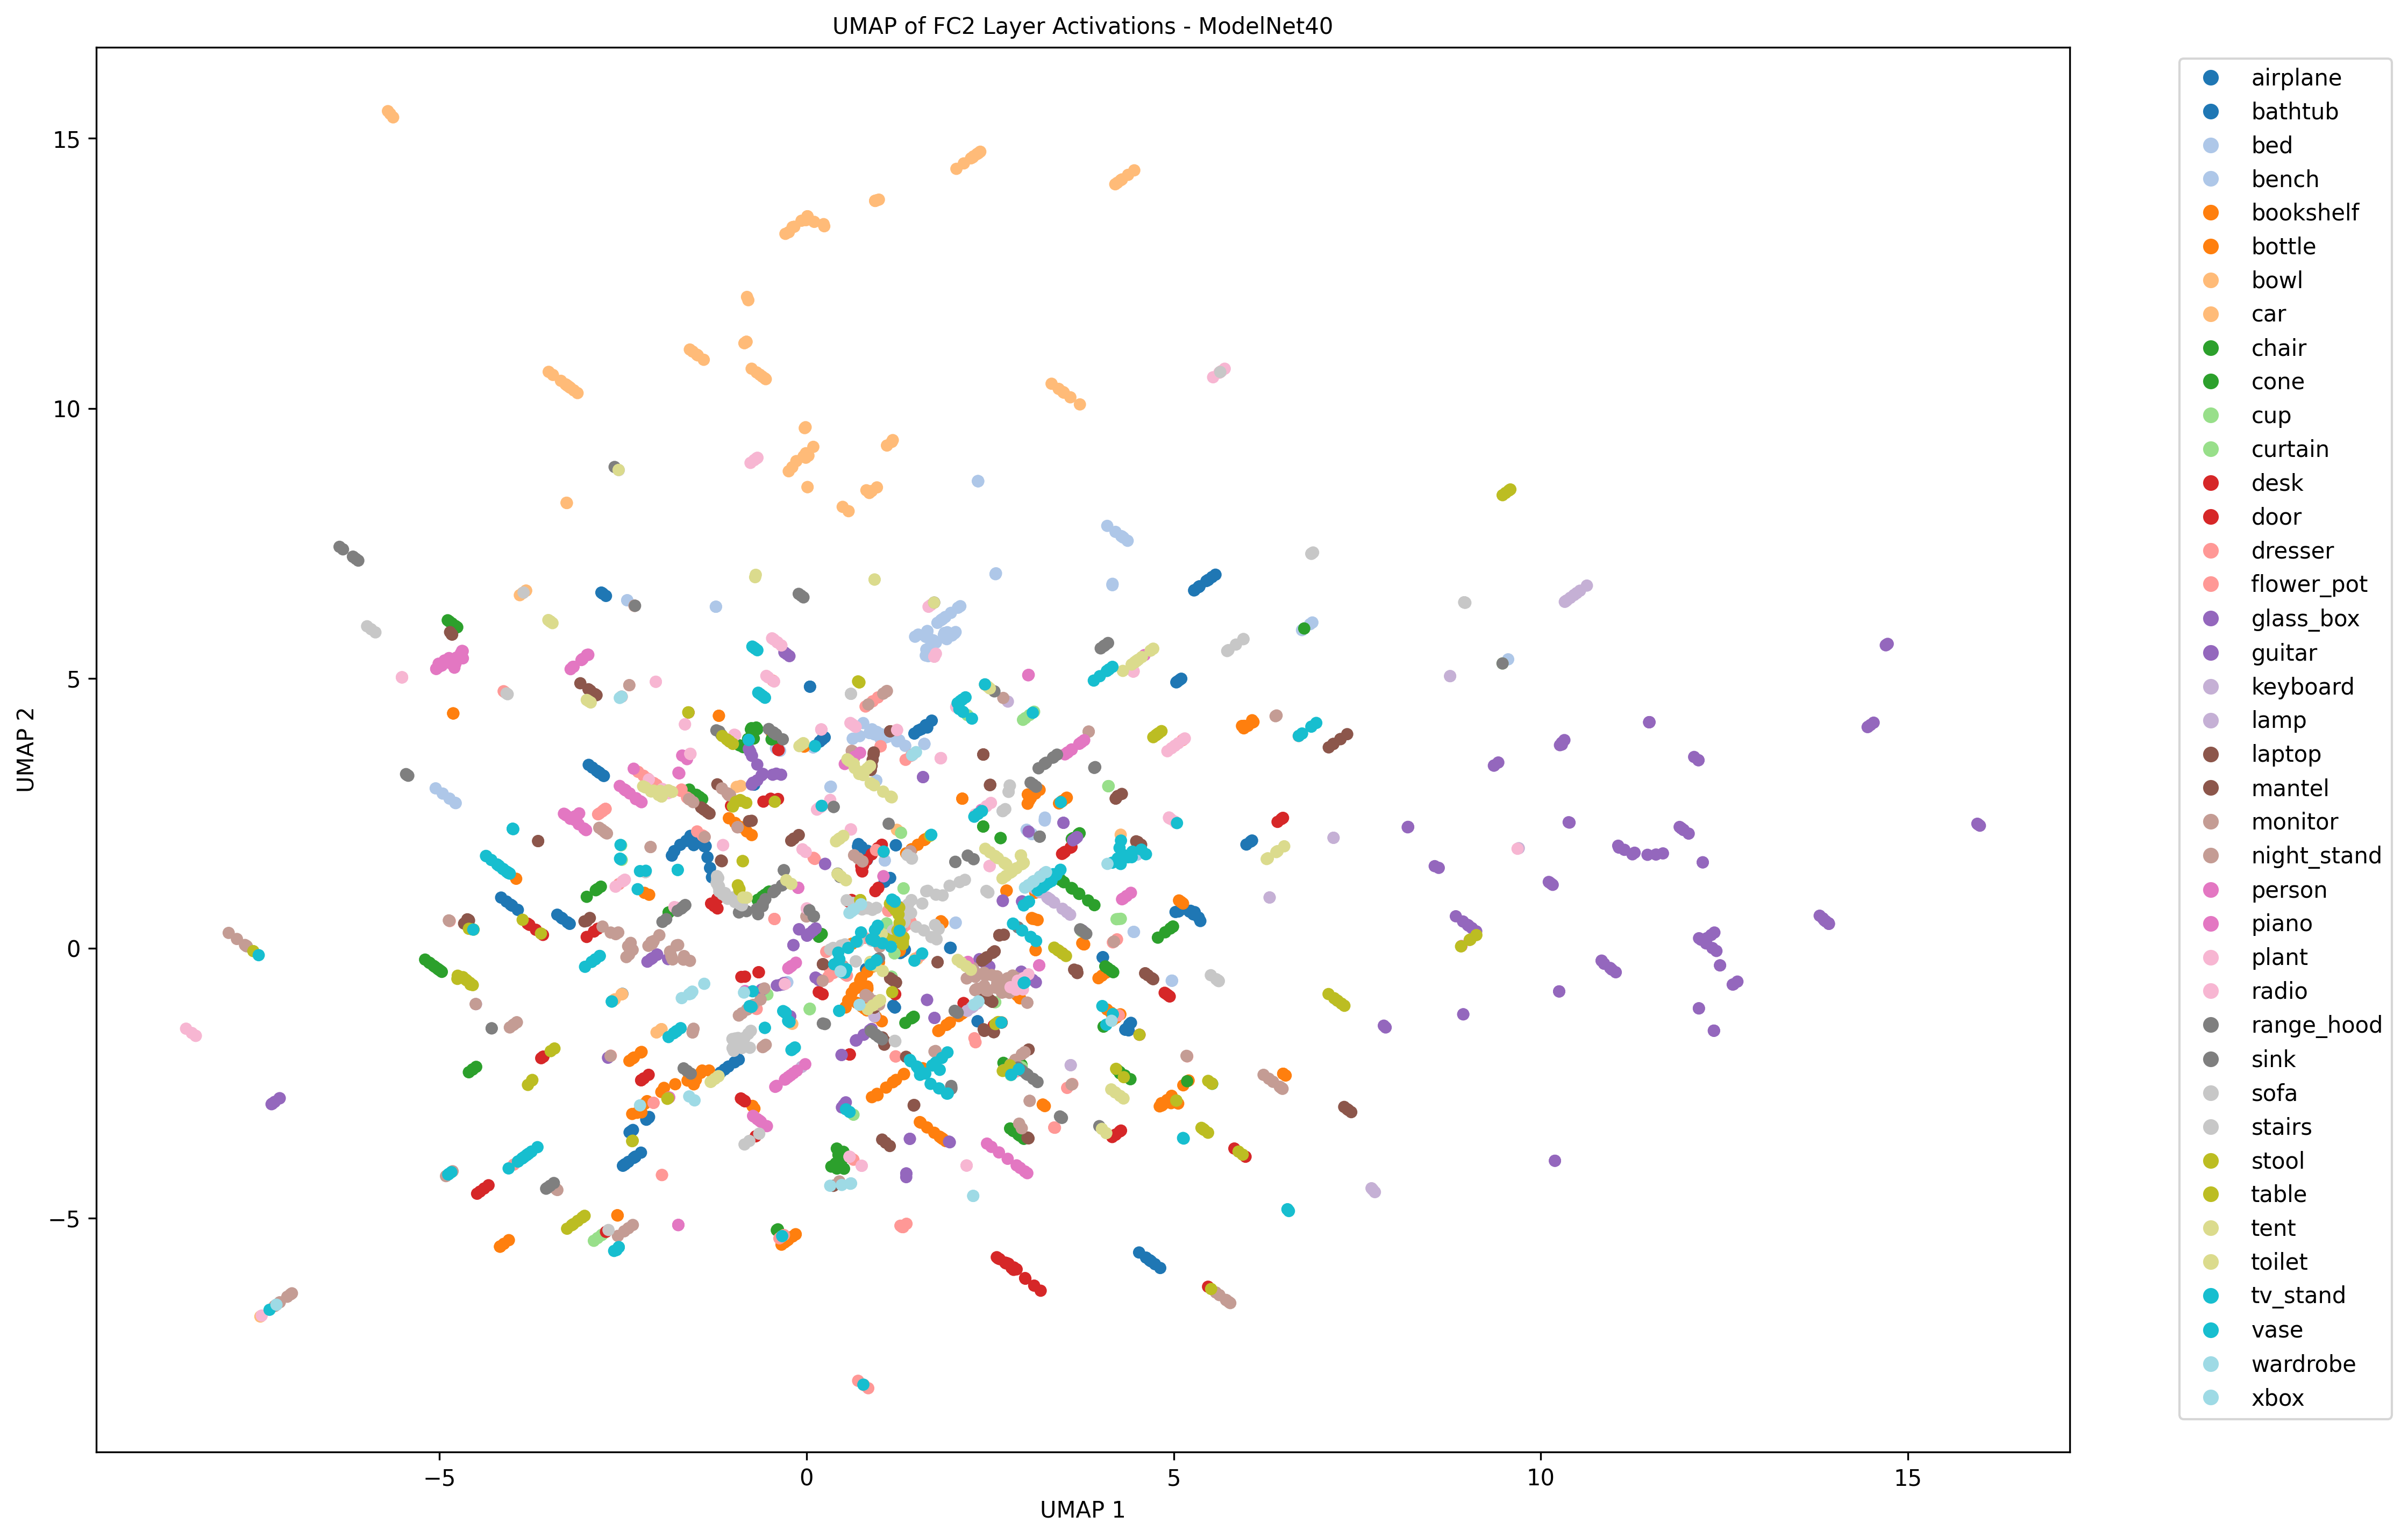 UMAP of FC2 Layer Activations - ModelNet40
UMAP 2
15
10
5
0
−5
−5
0
5
10
15
UMAP 1
airplane
bathtub
bed
bench
bookshelf
bottle
bowl
car
chair
cone
cup
curtain
desk
door
dresser
flower_pot
glass_box
guitar
keyboard
lamp
laptop
mantel
monitor
night_stand
person
piano
plant
radio
range_hood
sink
sofa
stairs
stool
table
tent
toilet
tv_stand
vase
wardrobe
xbox